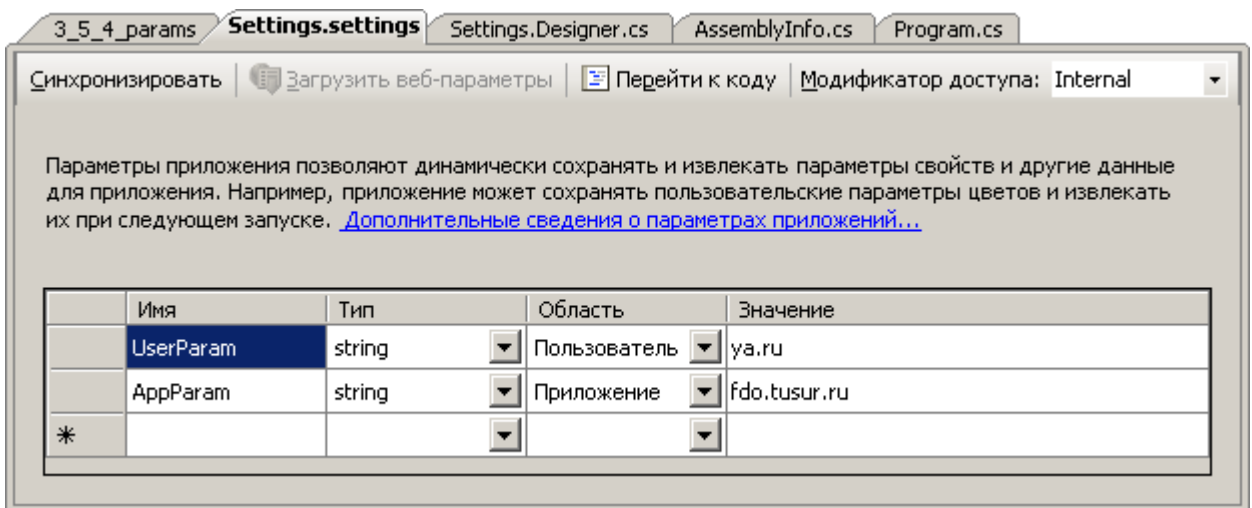 3_5_4_params Settings.settings Settings.Designer.cs AssemblyInfo.cs Program.cs
Синхронизировать Загрузить веб-параметры Перейти к коду Модификатор доступа: Internal
Параметры приложения позволяют динамически сохранять и извлекать параметры свойств и другие данные
для приложения. Например, приложение может сохранять пользовательские параметры цветов и извлекать
их при следующем запуске. Дополнительные сведения о параметрах приложений...
Имя Тип Область Значение
UserParam string Пользователь ya.ru
AppParam string Приложение fdo.tusur.ru